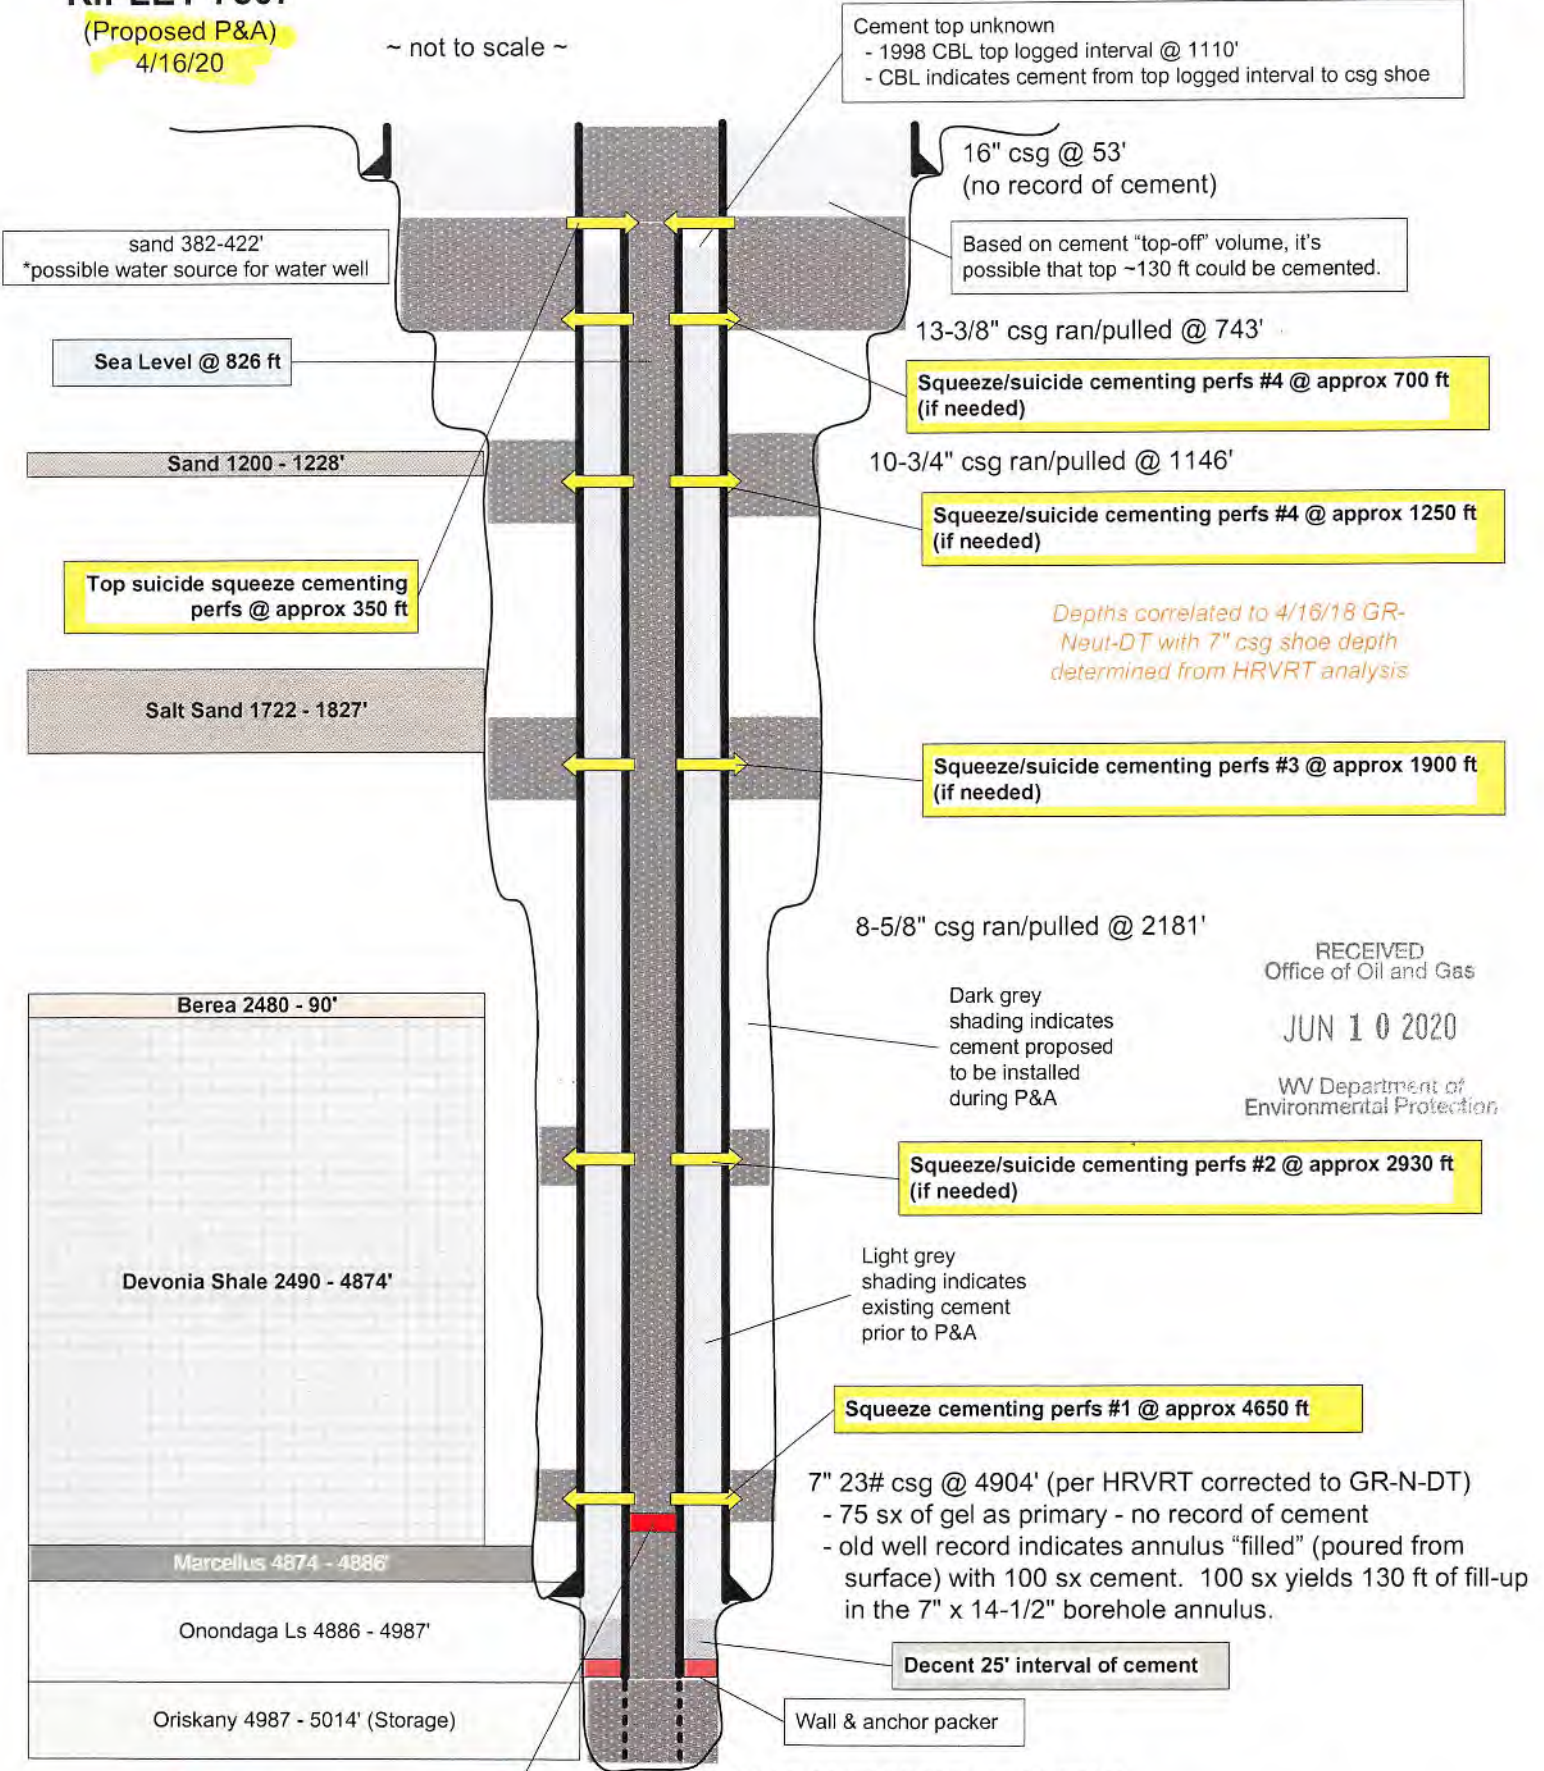 (Proposed P&A)
4/16/20
~ not to scale ~
Cement top unknown
- 1998 CBL top logged interval @ 1110'
- CBL indicates cement from top logged interval to csg shoe
16" csg @ 53'
(no record of cement)
sand 382-422'
*possible water source for water well
Based on cement “top-off” volume, it's
possible that top ~130 ft could be cemented.
13-3/8" csg ran/pulled @ 743'
Sea Level @ 826 ft
Squeeze/suicide cementing perfs #4 @ approx 700 ft
(if needed)
Sand 1200 - 1228'
10-3/4" csg ran/pulled @ 1146'
Squeeze/suicide cementing perfs #4 @ approx 1250 ft
(if needed)
Top suicide squeeze cementing
perfs @ approx 350 ft
Depths correlated to 4/16/18 GR-
Neut-DT with 7" csg shoe depth
determined from HRVRT analysis
Salt Sand 1722 - 1827'
Squeeze/suicide cementing perfs #3 @ approx 1900 ft
(if needed)
8-5/8" csg ran/pulled @ 2181'
RECEIVED
Office of Oil and Gas
JUN 10 2020
WV Department of
Environmental Protection
Berea 2480 - 90'
Dark grey
shading indicates
cement proposed
to be installed
during P&A
Squeeze/suicide cementing perfs #2 @ approx 2930 ft
(if needed)
Devonia Shale 2490 - 4874'
Light grey
shading indicates
existing cement
prior to P&A
Squeeze cementing perfs #1 @ approx 4650 ft
7" 23# csg @ 4904' (per HRVRT corrected to GR-N-DT)
- 75 sx of gel as primary - no record of cement
- old well record indicates annulus “filled” (poured from
surface) with 100 sx cement. 100 sx yields 130 ft of fill-up
in the 7" x 14-1/2" borehole annulus.
Marcellus 4874 - 4886'
Onondaga Ls 4886 - 4987'
Decent 25' interval of cement
Oriskany 4987 - 5014' (Storage)
Wall & anchor packer